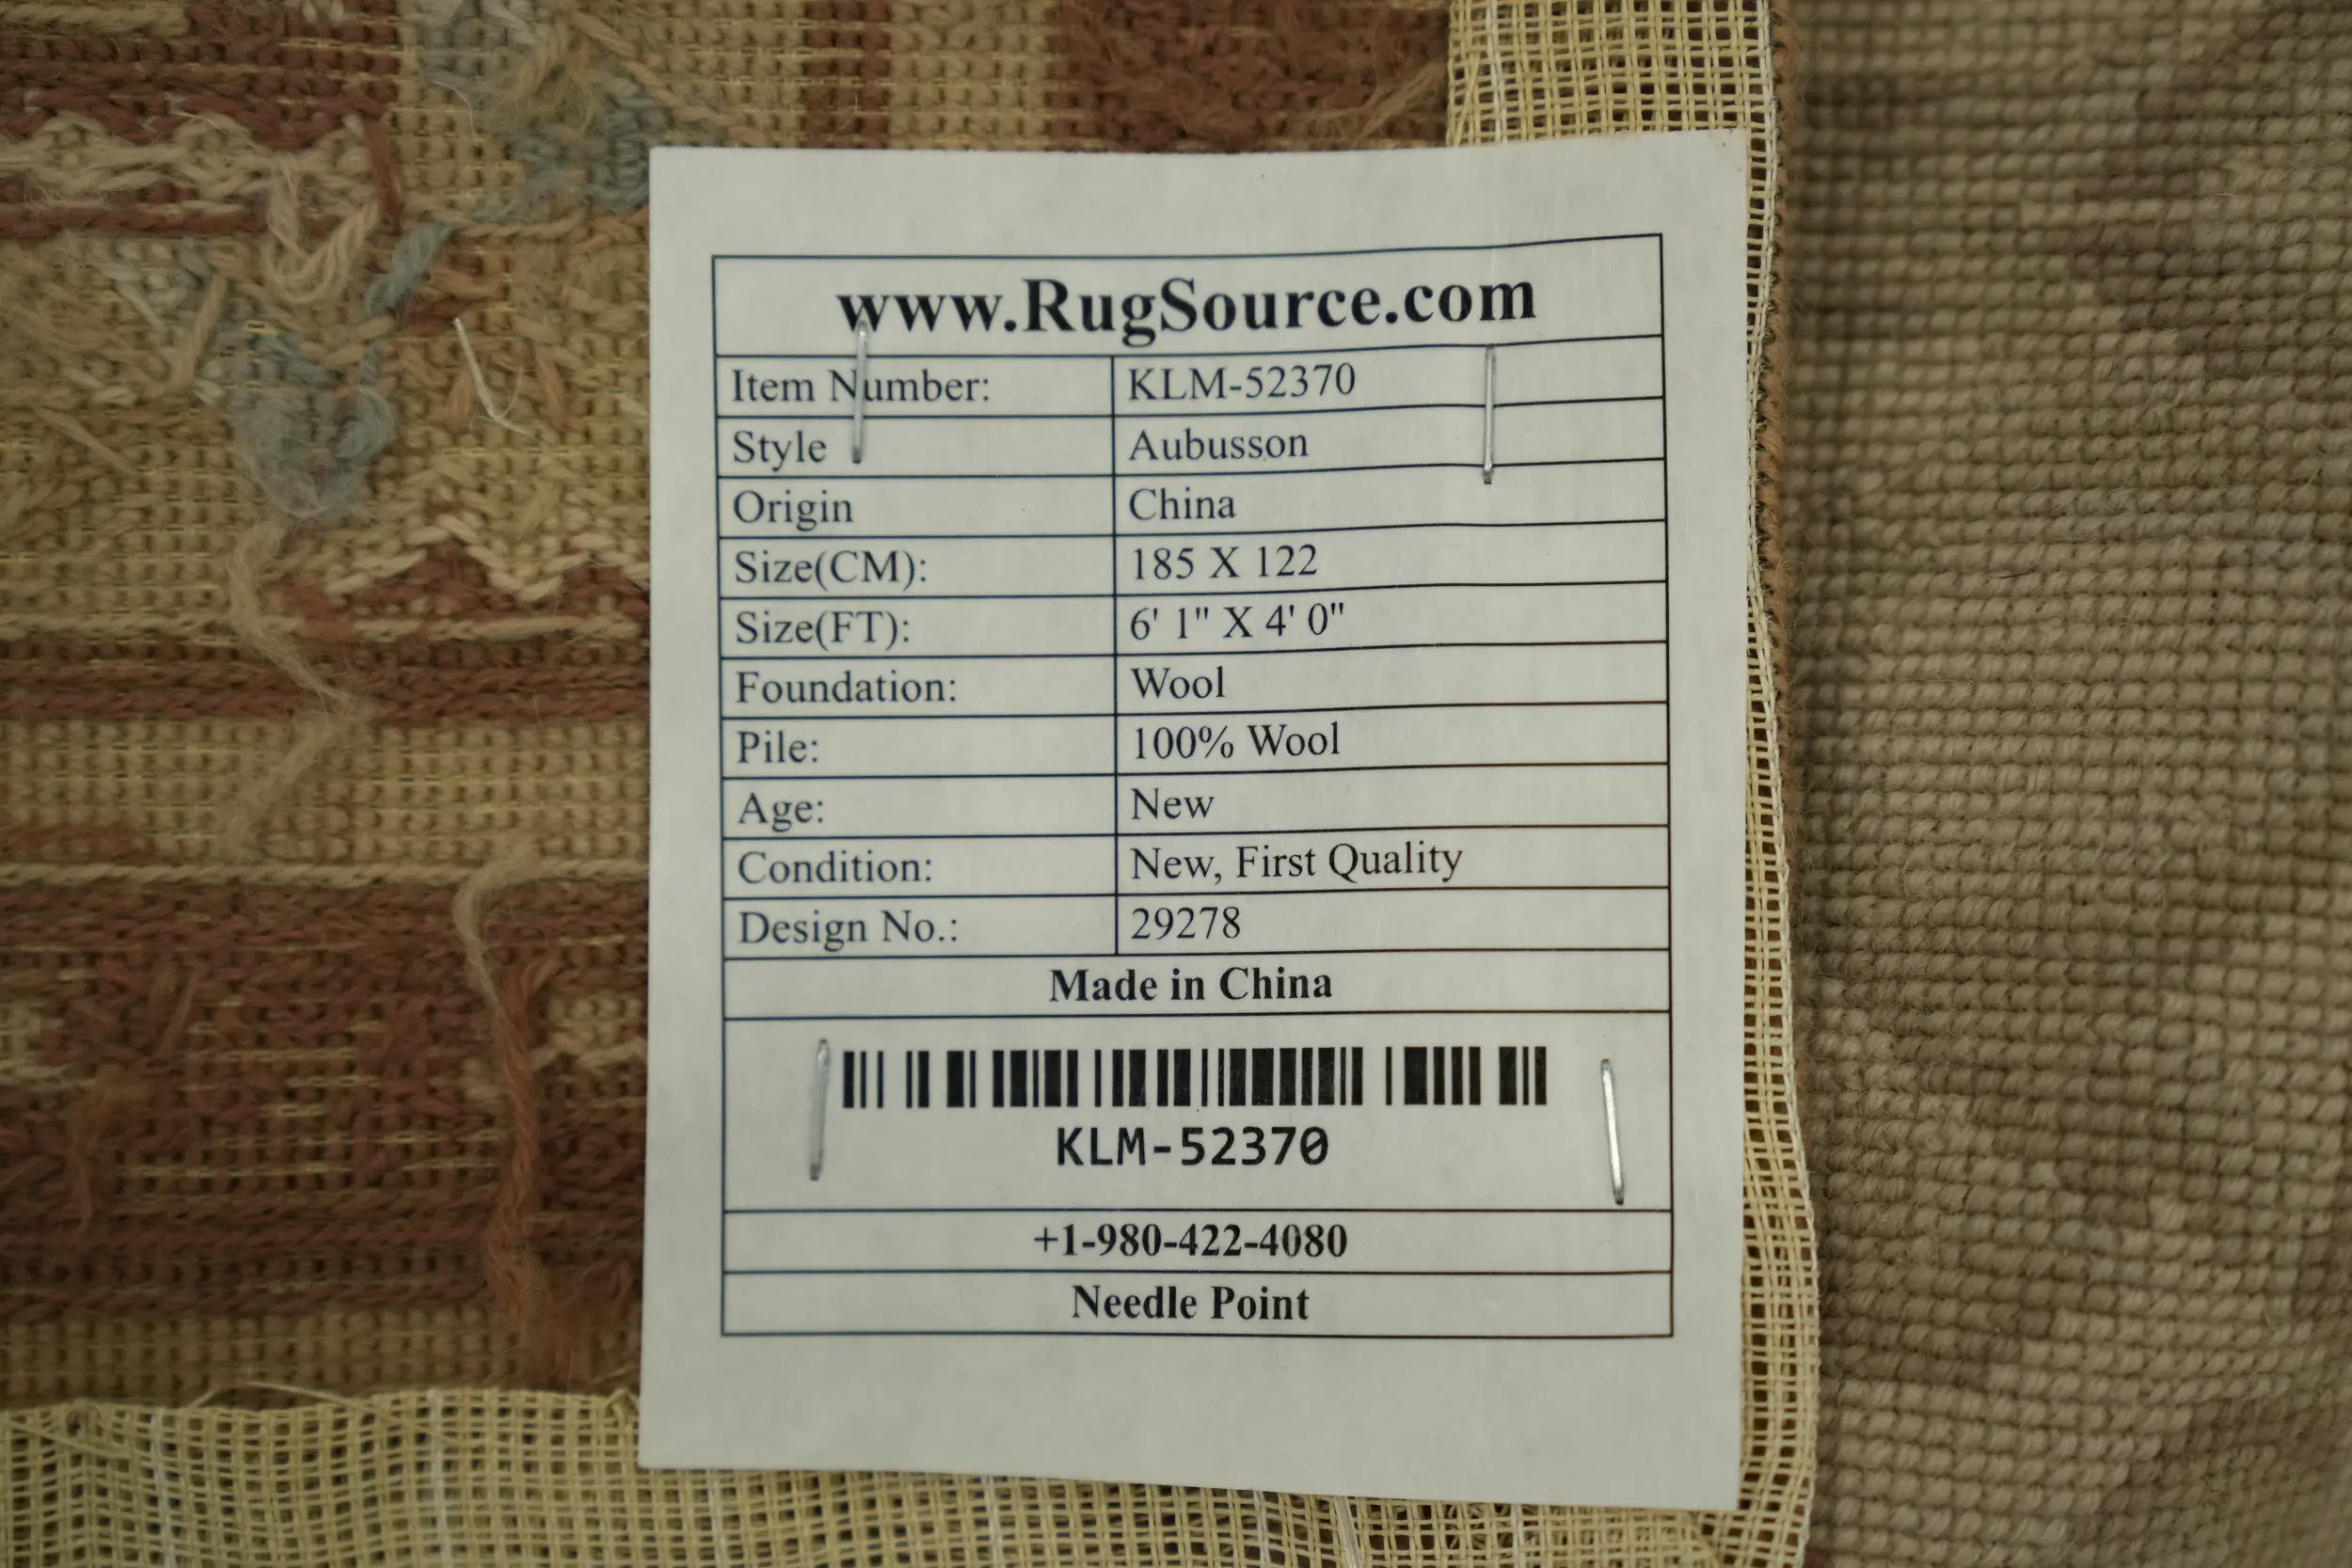 www.RugSource.com
Item Number: KLM-52370
Style Aubusson
Origin China
Size(CM): 185 X 122
Size(FT): 6' 1" X 4' 0"
Foundation: Wool
Pile: 100% Wool
Age: New
Condition: New, First Quality
Design No.: 29278
Made in China
KLM-52370
+1-980-422-4080
Needle Point